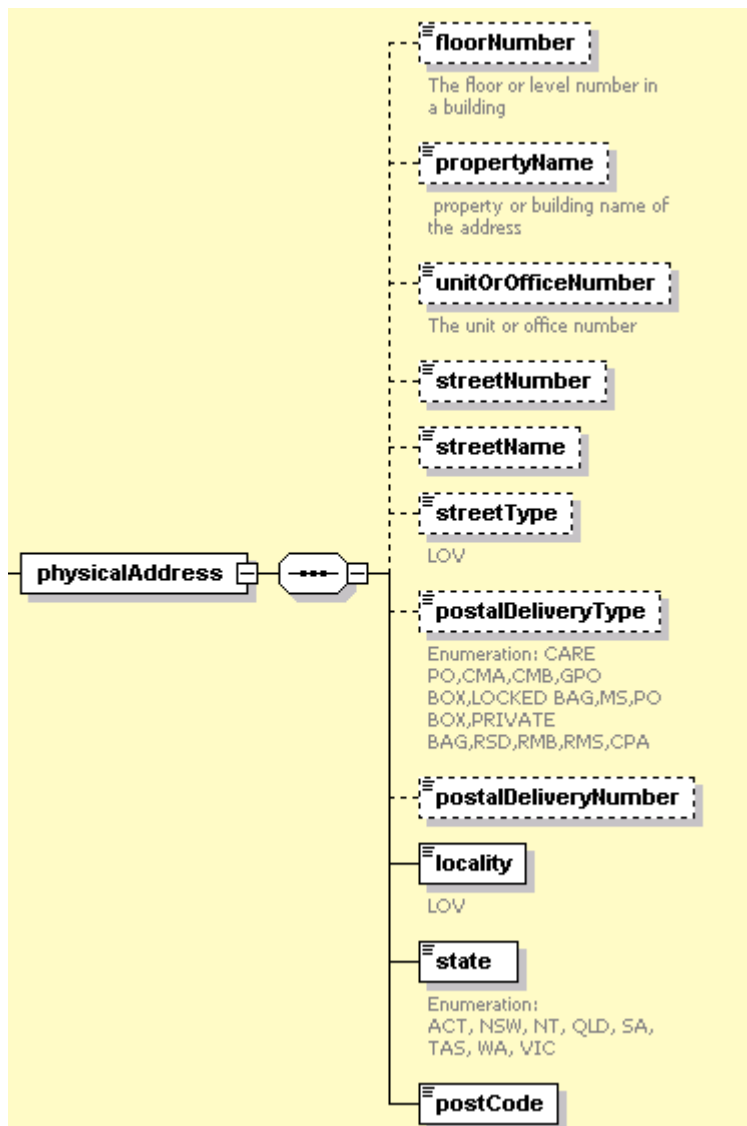 floorNumber
The floor or level number in
a building
propertyName
property or building name of
the address
unitOrOfficeNumber
The unit or office number
streetNumber
streetName
streetType
LOV
physicalAddress
postalDeliveryType
Enumeration: CARE
PO,CMA,CMB,GPO
BOX,LOCKED BAG,MS,PO
BOX,PRIVATE
BAG,RSD,RMB,RMS,CPA
postalDeliveryNumber
locality
LOV
state
Enumeration:
ACT, NSW, NT, QLD, SA,
TAS, WA, VIC
postCode